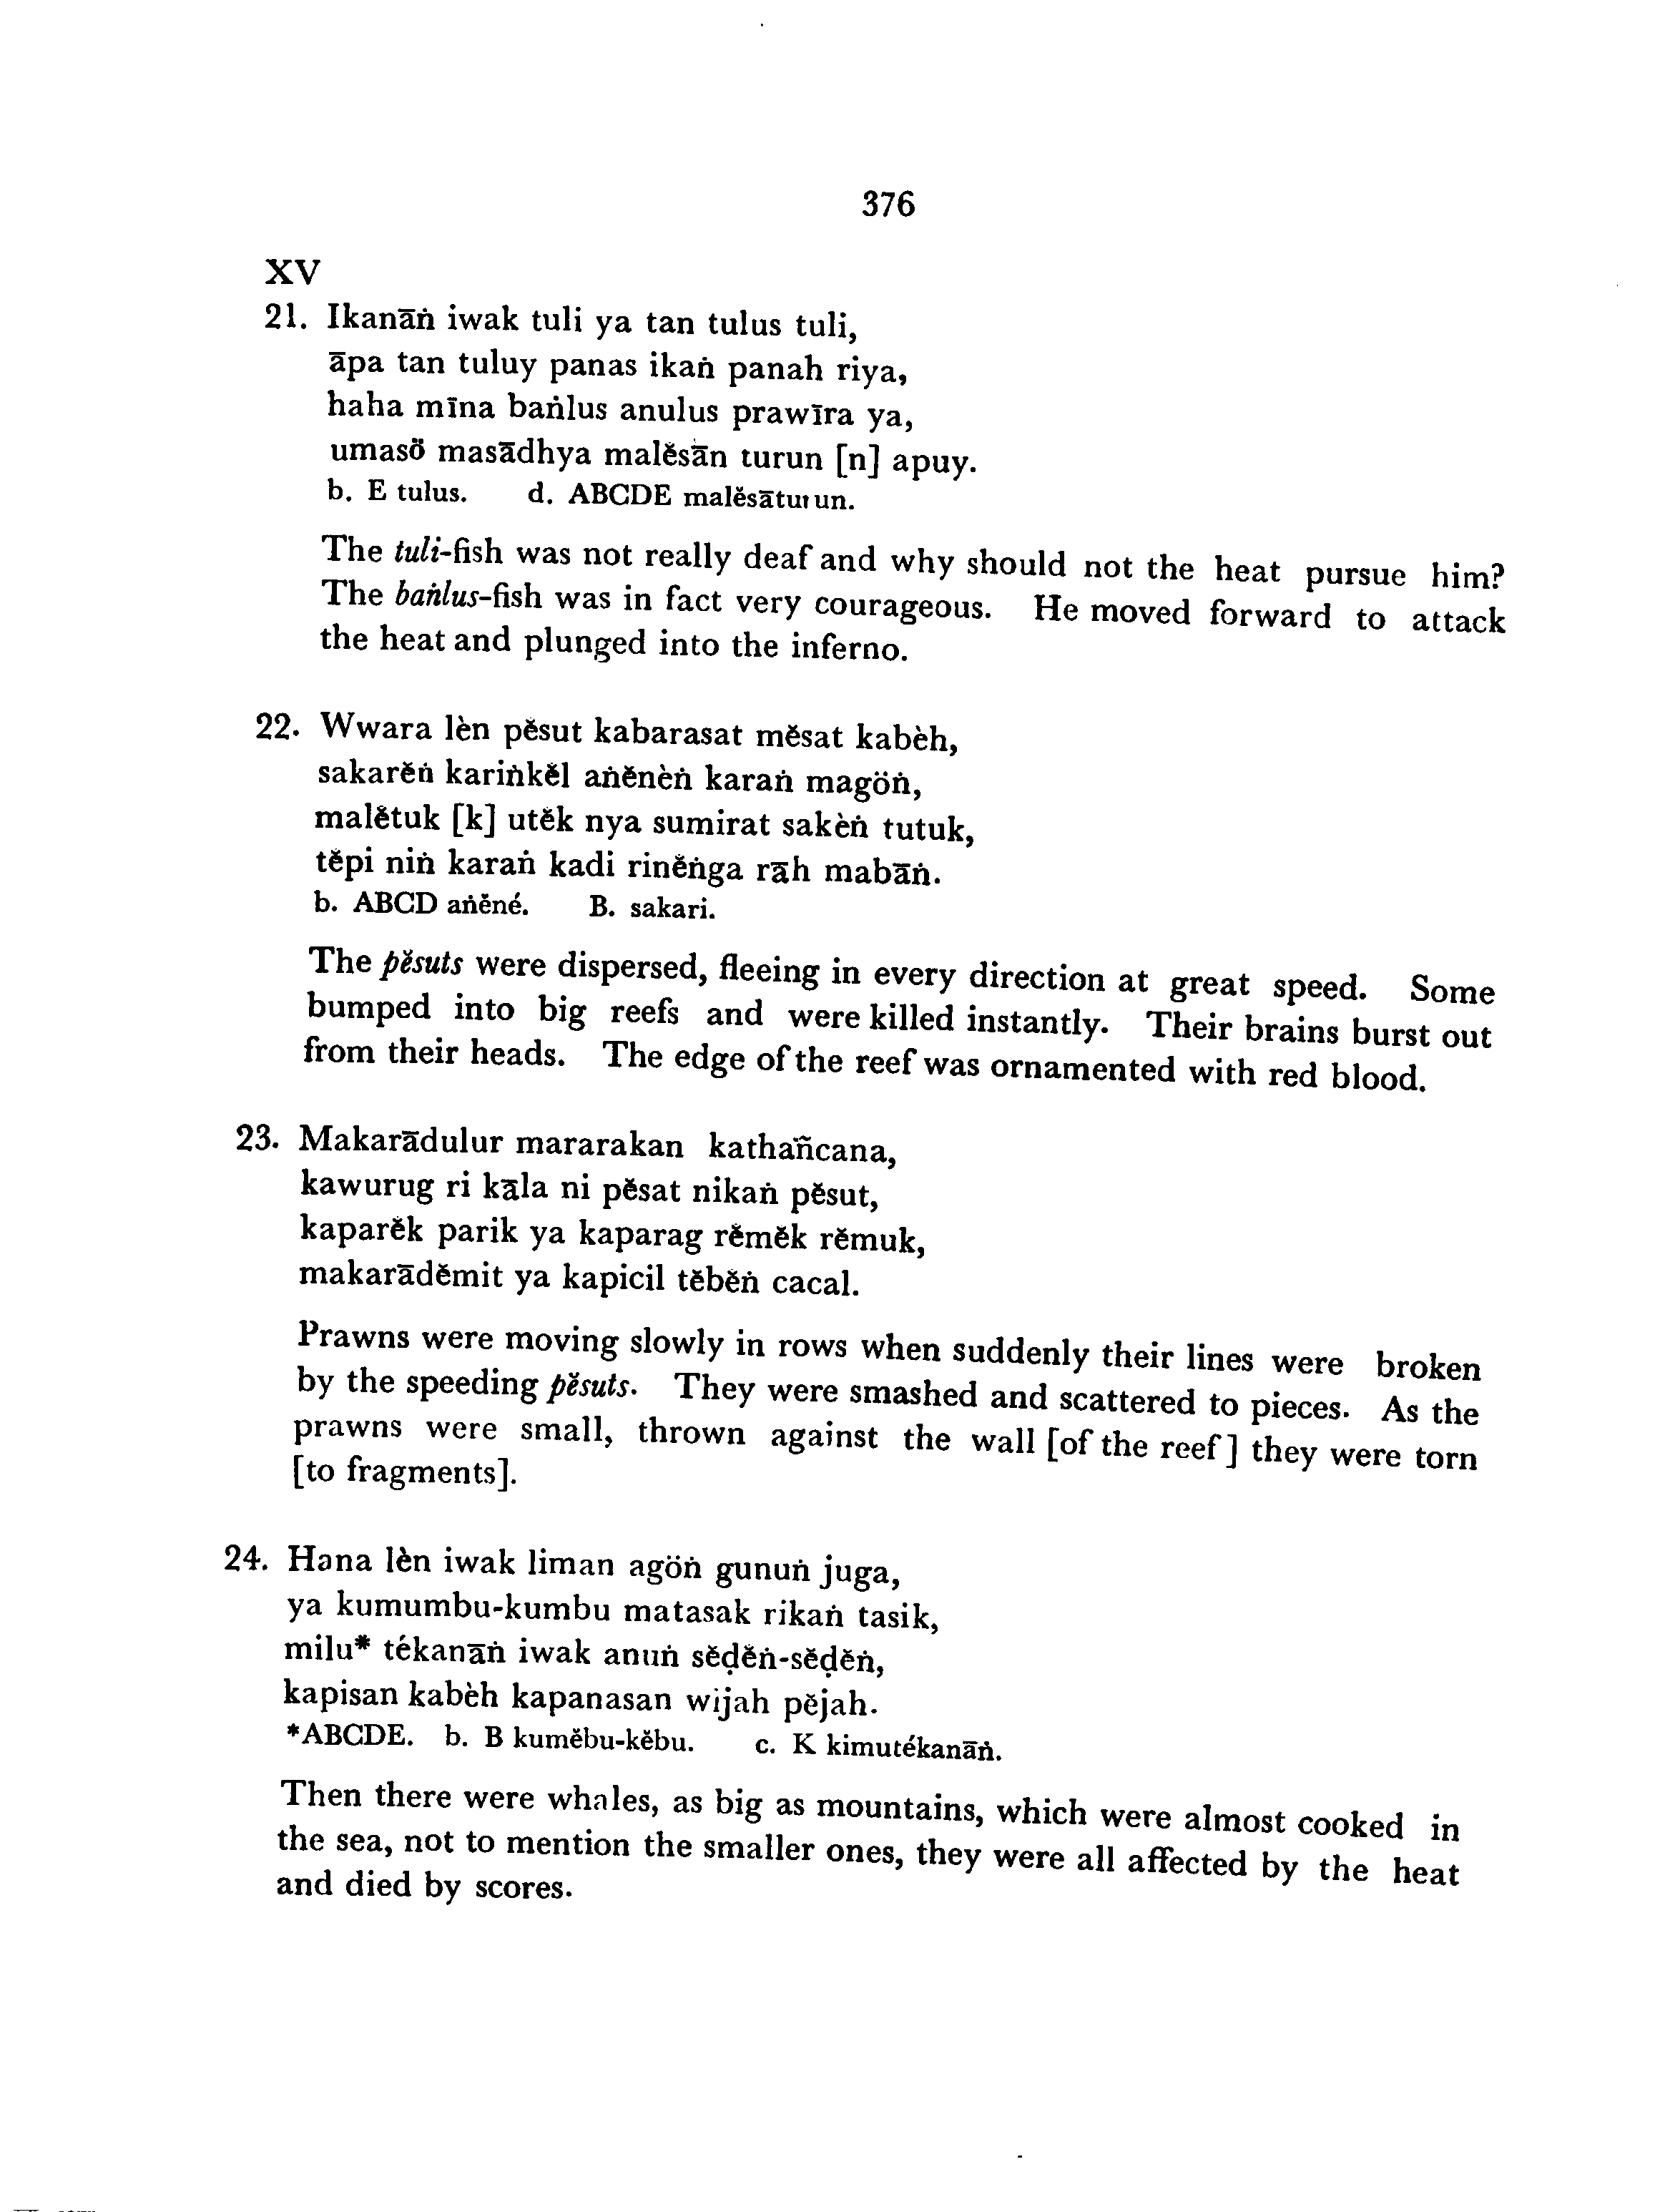 376
XV
21. Ikanāṅ iwak tuli ya tan tulus tuli,
āpa tan tuluy panas ikaṅ panah riya,
haha mīna baṅlus anulus prawīra ya,
umasö masādhya malĕsān turun [n] apuy.
b. E tulus. d. ABCDE malĕsāturun.
The tuli-fish was not really deaf and why should not the heat pursue him?
The baṅlus-fish was in fact very courageous. He moved forward to attack
the heat and plunged into the inferno.
22. Wwara lèn pĕsut kabarasat mĕsat kabèh,
sakarĕṅ kariṅkĕl aṅĕnèṅ karaṅ magöṅ,
malĕtuk [k] utĕk nya sumirat sakèṅ tutuk,
tĕpi niṅ karaṅ kadi rinĕṅga rāh mabāṅ.
b. ABCD aṅĕné. B. sakari.
The pĕsuts were dispersed, fleeing in every direction at great speed. Some
bumped into big reefs and were killed instantly. Their brains burst out
from their heads. The edge of the reef was ornamented with red blood.
23. Makarādulur mararakan kathañcana,
kawurug ri kāla ni pĕsat nikaṅ pĕsut,
kaparĕk parik ya kaparag rĕmĕk rĕmuk,
makarādĕmit ya kapicil tĕbĕṅ cacal.
Prawns were moving slowly in rows when suddenly their lines were broken
by the speeding pĕsuts. They were smashed and scattered to pieces. As the
prawns were small, thrown against the wall [of the reef] they were torn
[to fragments].
24. Hana lèn iwak liman agöṅ gunuṅ juga,
ya kumumbu-kumbu matasak rikaṅ tasik,
milu* tékanāṅ iwak anuṅ sĕḍĕṅ-sĕḍĕṅ,
kapisan kabèh kapanasan wijah pĕjah.
*ABCDE. b. B kumĕbu-kĕbu. c. K kimutékanāṅ.
Then there were whales, as big as mountains, which were almost cooked in
the sea, not to mention the smaller ones, they were all affected by the heat
and died by scores.